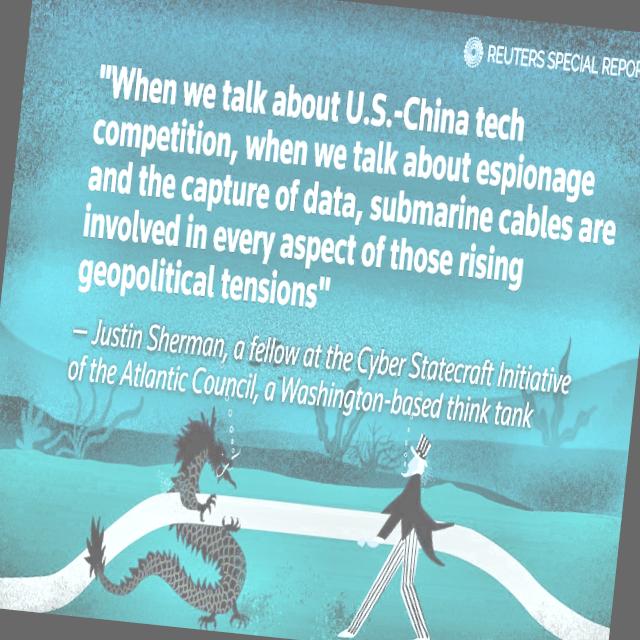 REUTERS SPECIAL REPOR
"When we talk about U.S.-China tech
competition, when we talk about espionage
and the capture of data, submarine cables are
involved in every aspect of those rising
geopolitical tensions"
– Justin Sherman, a fellow at the Cyber Statecraft Initiative
of the Atlantic Council, a Washington-based think tank